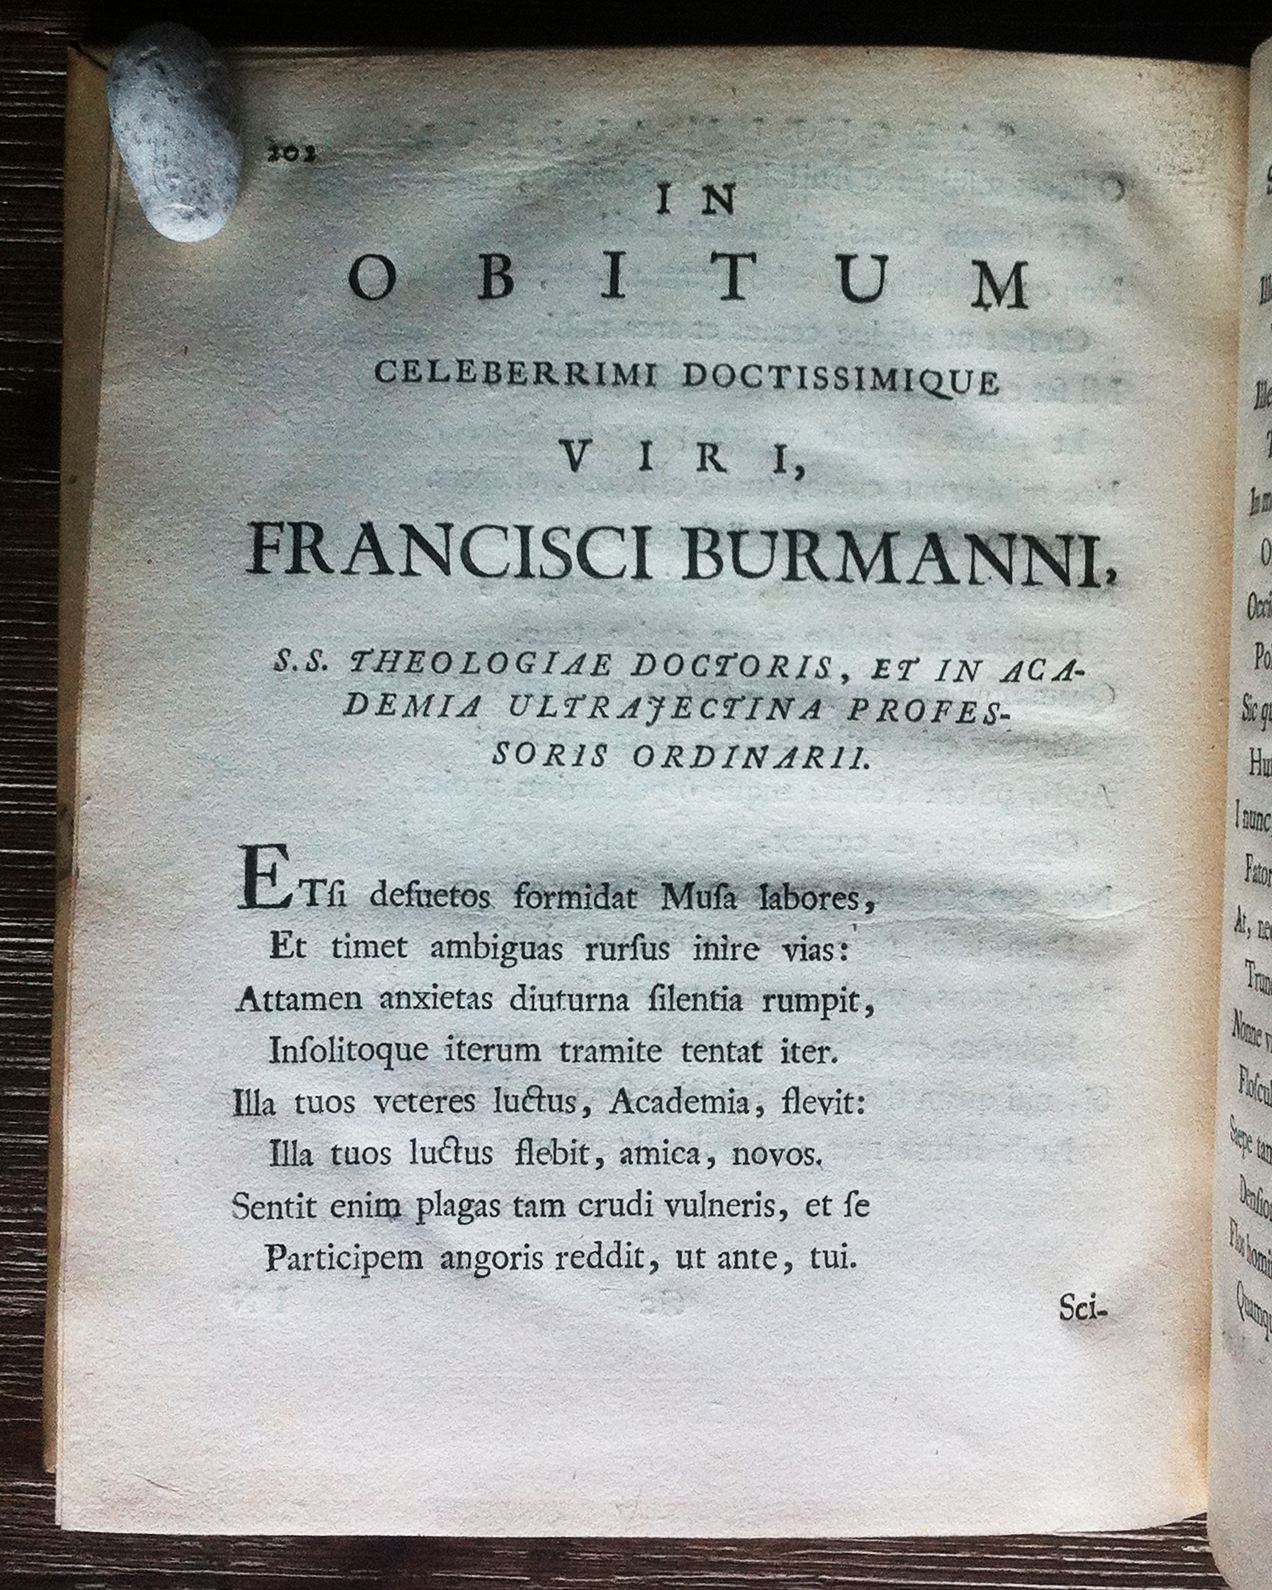 202
IN
OBITUM
CELEBERRIMI DOCTISSIMIQUE
VIRI,
FRANCISCI BURMANNI,
S.S. THEOLOGIAE DOCTORIS, ET IN ACA-
DEMIA ULTRAJECTINA PROFES-
SORIS ORDINARII.
ETſi deſuetos formidat Muſa labores,
Et timet ambiguas rurſus inire vias:
Attamen anxietas diuturna ſilentia rumpit,
Inſolitoque iterum tramite tentat iter.
Illa tuos veteres luctus, Academia, flevit:
Illa tuos luctus flebit, amica, novos.
Sentit enim plagas tam crudi vulneris, et ſe
Participem angoris reddit, ut ante, tui.
Sci-